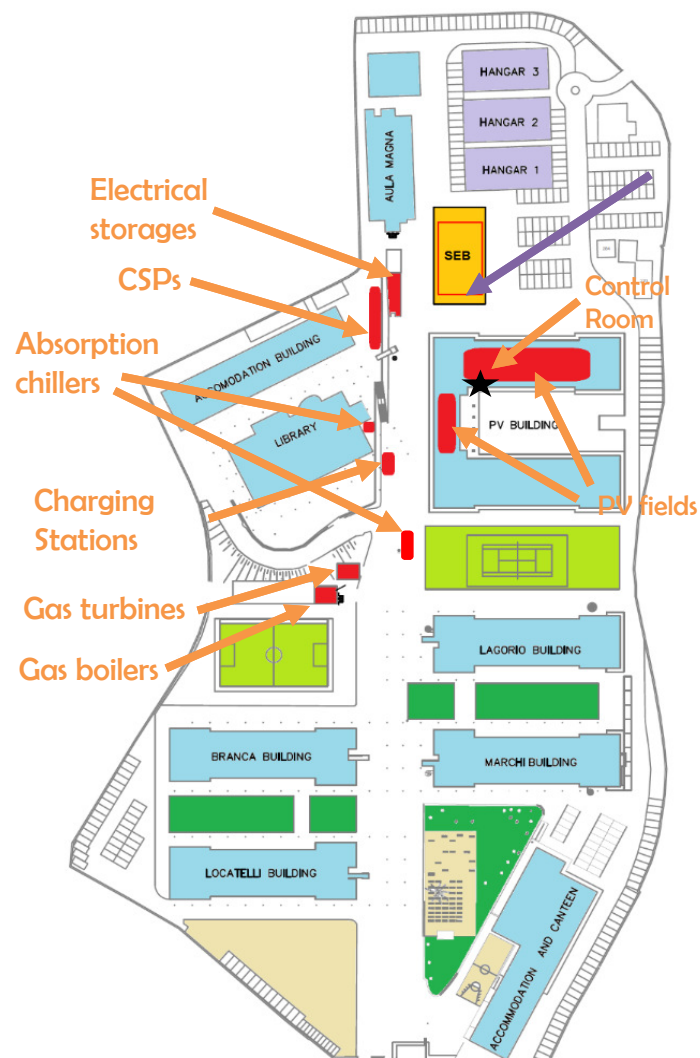 HANGAR 3
HANGAR 2
HANGAR 1
AULA MAGNA
Electrical
storages
SEB
CSPs
Control
Room
Absorption
chillers
ACCOMODATION BUILDING
LIBRARY
PV BUILDING
Charging
Stations
PV fields
Gas turbines
Gas boilers
LAGORIO BUILDING
BRANCA BUILDING
MARCHI BUILDING
LOCATELLI BUILDING
ACCOMMODATION AND CANTEEN